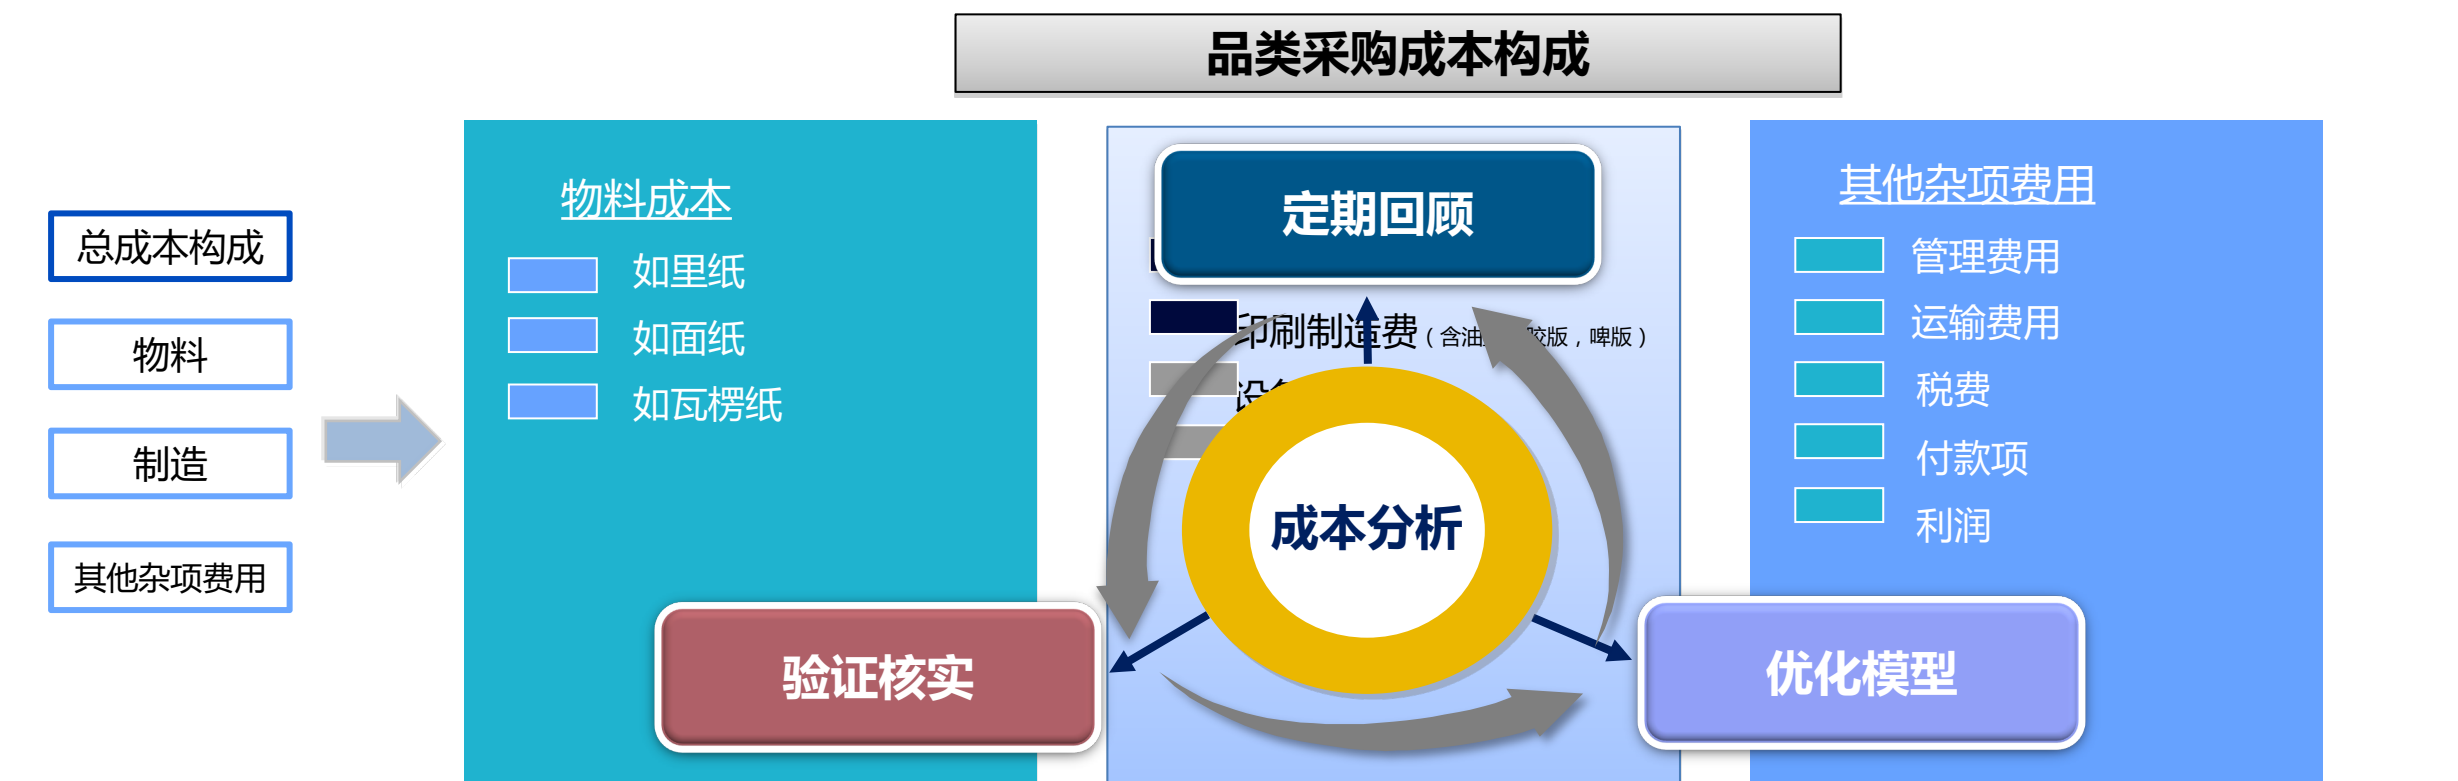 品类采购成本构成
总成本构成
物料
制造
其他杂项费用
物料成本
如里纸
如面纸
如瓦楞纸
定期回顾
印刷制造费（含油 胶版，啤版）
设
成本分析
验证核实
优化模型
其他杂项费用
管理费用
运输费用
税费
付款项
利润